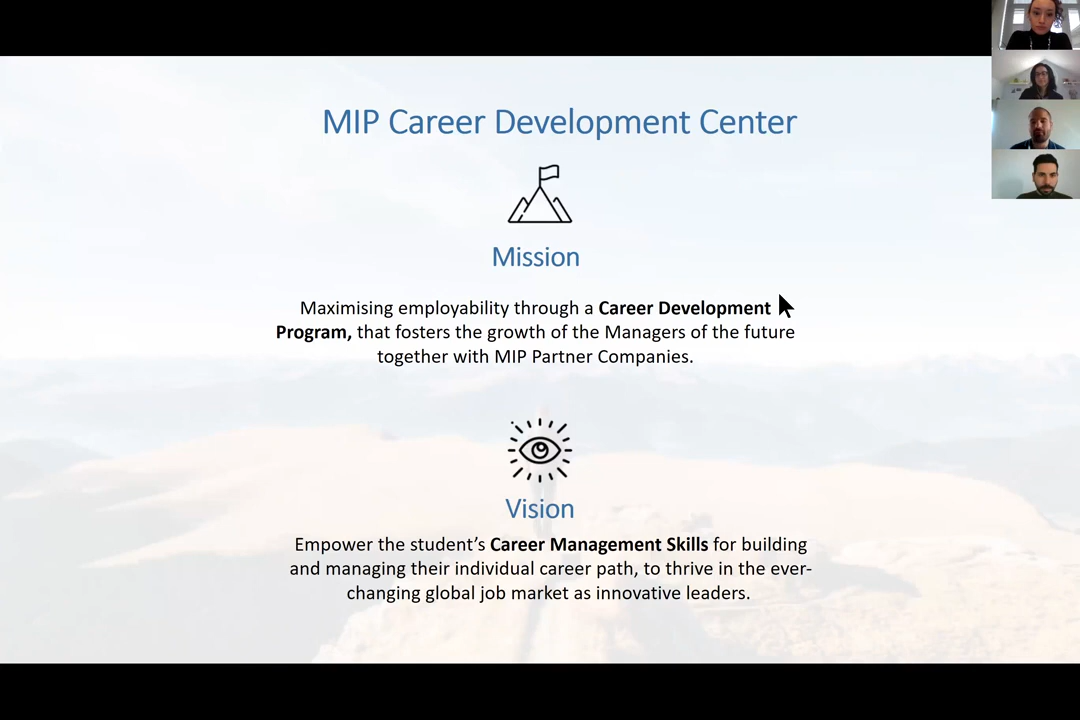 MIP Career Development Center
Mission
Maximising employability through a Career Development
Program, that fosters the growth of the Managers of the future
together with MIP Partner Companies.
Vision
Empower the student’s Career Management Skills for building
and managing their individual career path, to thrive in the ever-
changing global job market as innovative leaders.